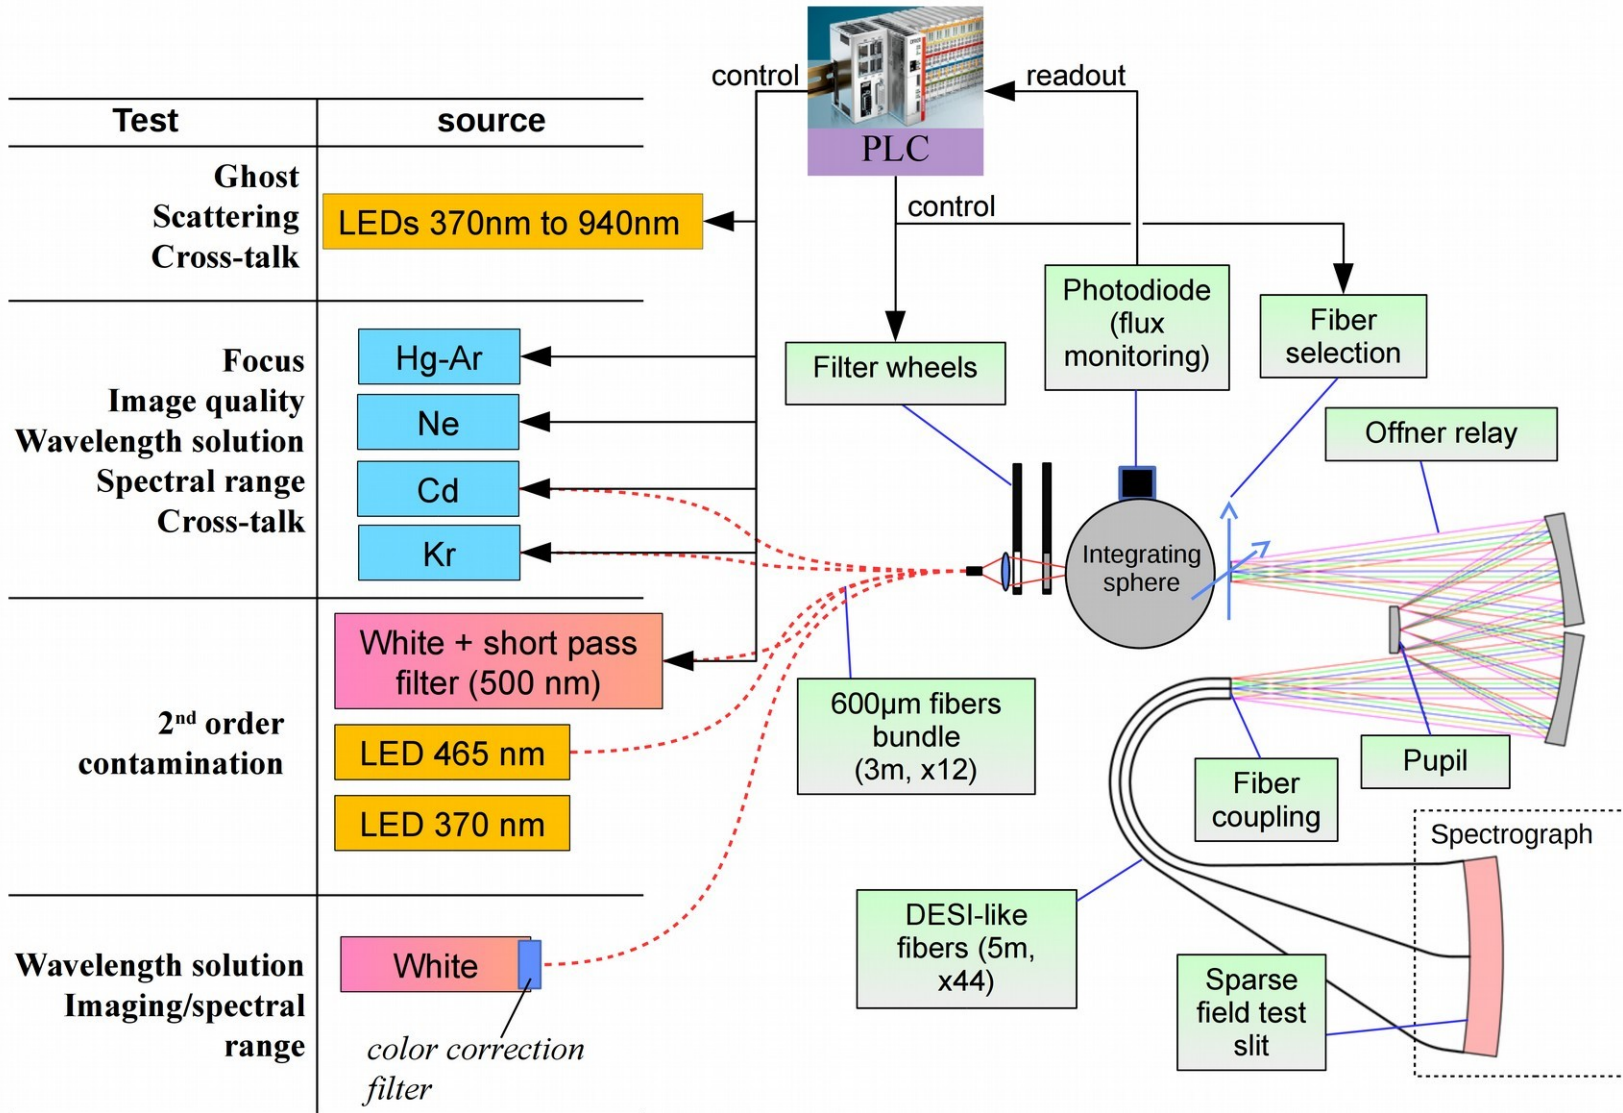 control
readout
PLC
control
Test
source
Ghost
Scattering
Cross-talk
LEDs 370nm to 940nm
Focus
Image quality
Wavelength solution
Spectral range
Cross-talk
Hg-Ar
Ne
Cd
Kr
2nd order
contamination
White + short pass
filter (500 nm)
LED 465 nm
LED 370 nm
Wavelength solution
Imaging/spectral
range
White
color correction
filter
Filter wheels
Photodiode
(flux
monitoring)
Fiber
selection
Offner relay
Integrating
sphere
600µm fibers
bundle
(3m, x12)
Pupil
Fiber
coupling
DESI-like
fibers (5m,
x44)
Spectrograph
Sparse
field test
slit